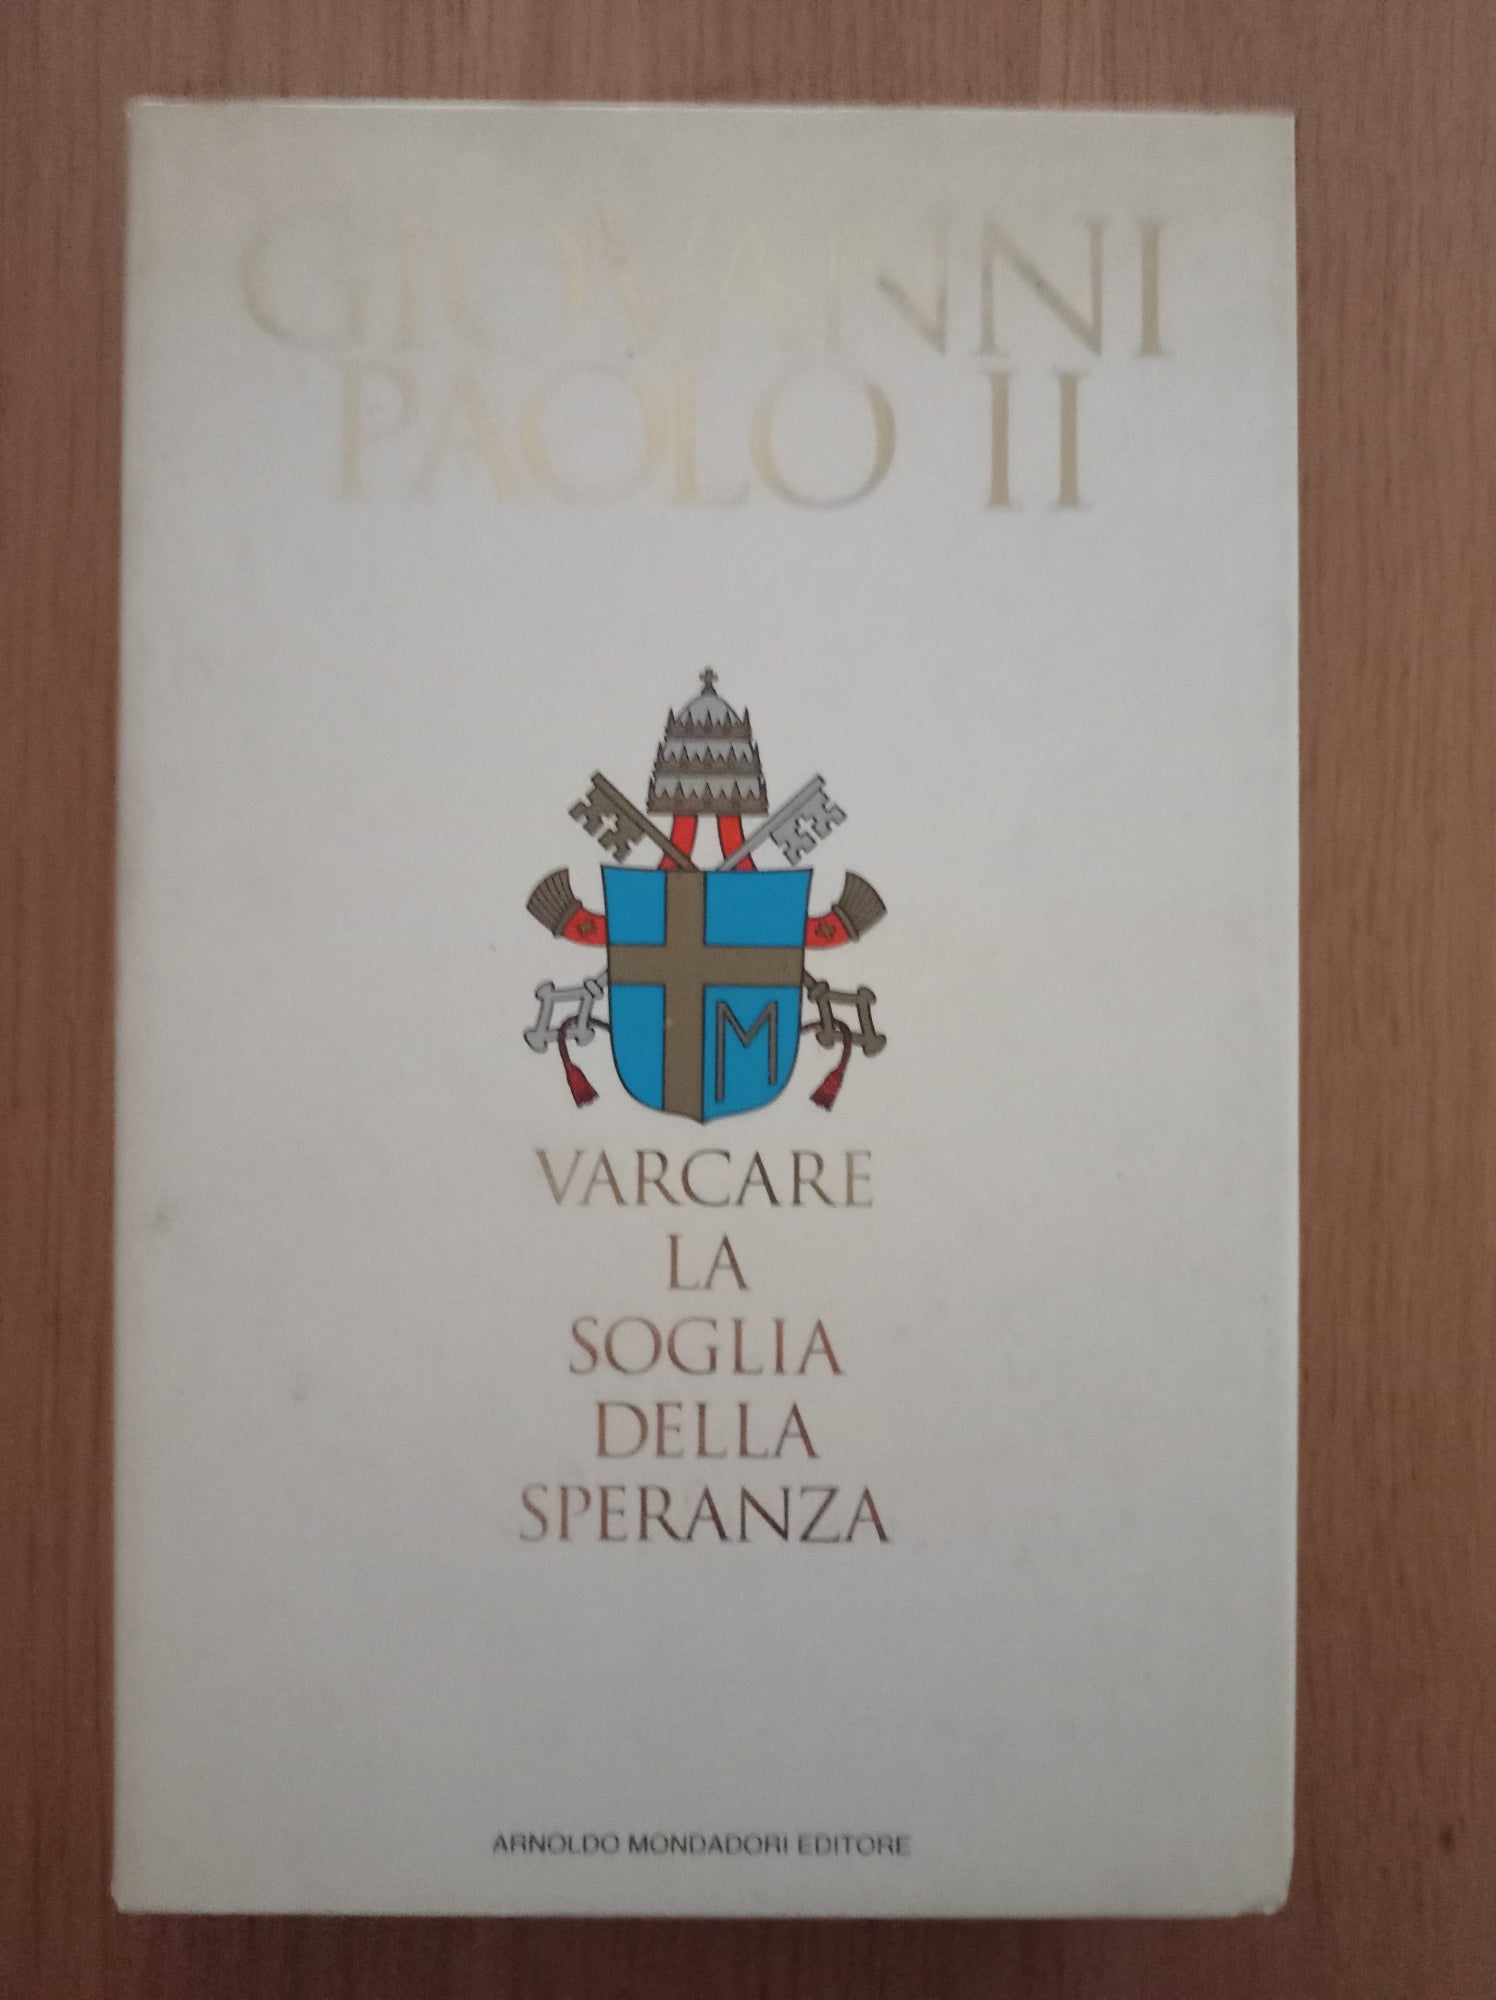 GIOVANNI
PAOLO II
M
VARCARE
LA
SOGLIA
DELLA
SPERANZA
ARNOLDO MONDADORI EDITORE